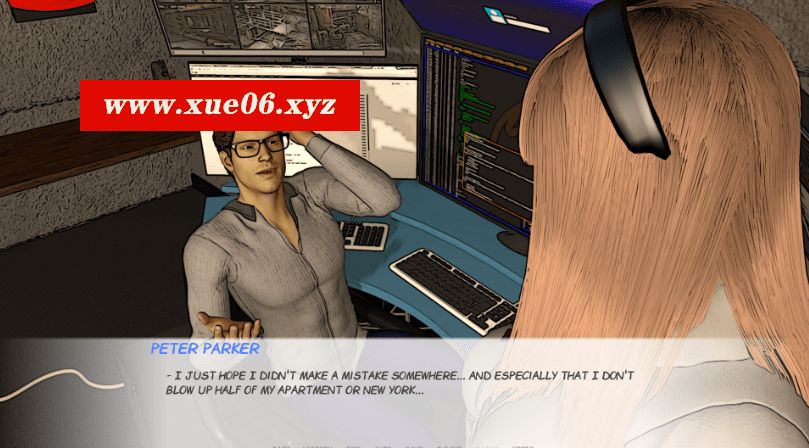 www.xue06.xyz
PETER PARKER
- I JUST HOPE I DIDN'T MAKE A MISTAKE SOMEWHERE... AND ESPECIALLY THAT I DON'T
BLOW UP HALF OF MY APARTMENT OR NEW YORK...